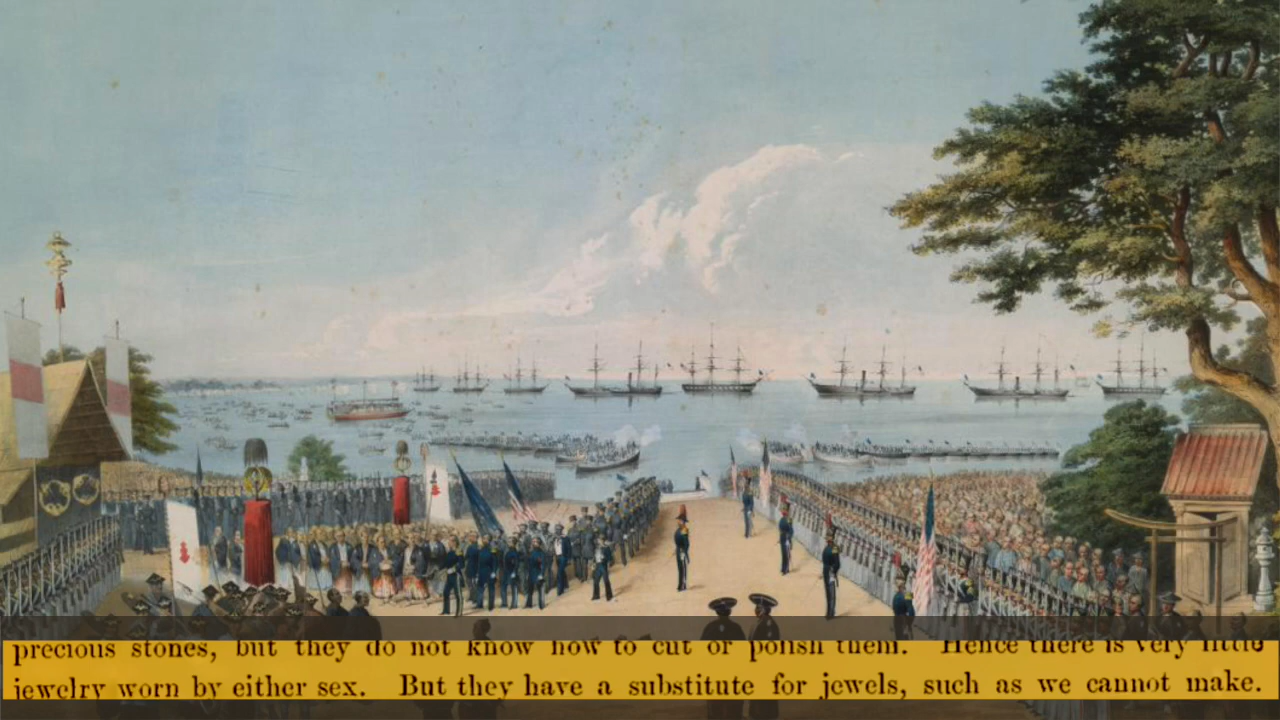 precious stones, but they do not know how to cut or polish them. Hence there is very little
jewelry worn by either sex. But they have a substitute for jewels, such as we cannot make.